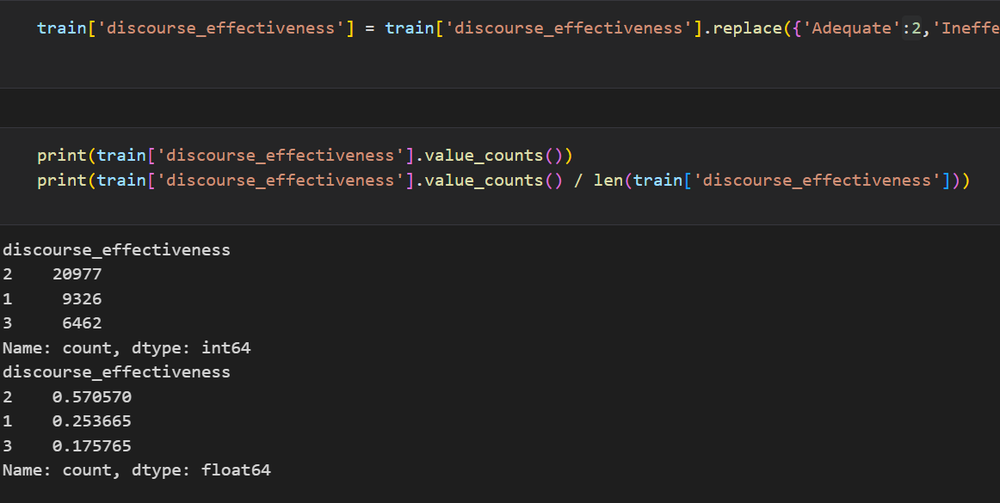 train['discourse_effectiveness'] = train['discourse_effectiveness'].replace({'Adequate':2,'Ineffe
print(train['discourse_effectiveness'].value_counts())
print(train['discourse_effectiveness'].value_counts() / len(train['discourse_effectiveness']))
discourse_effectiveness
2    20977
1     9326
3     6462
Name: count, dtype: int64
discourse_effectiveness
2    0.570570
1    0.253665
3    0.175765
Name: count, dtype: float64